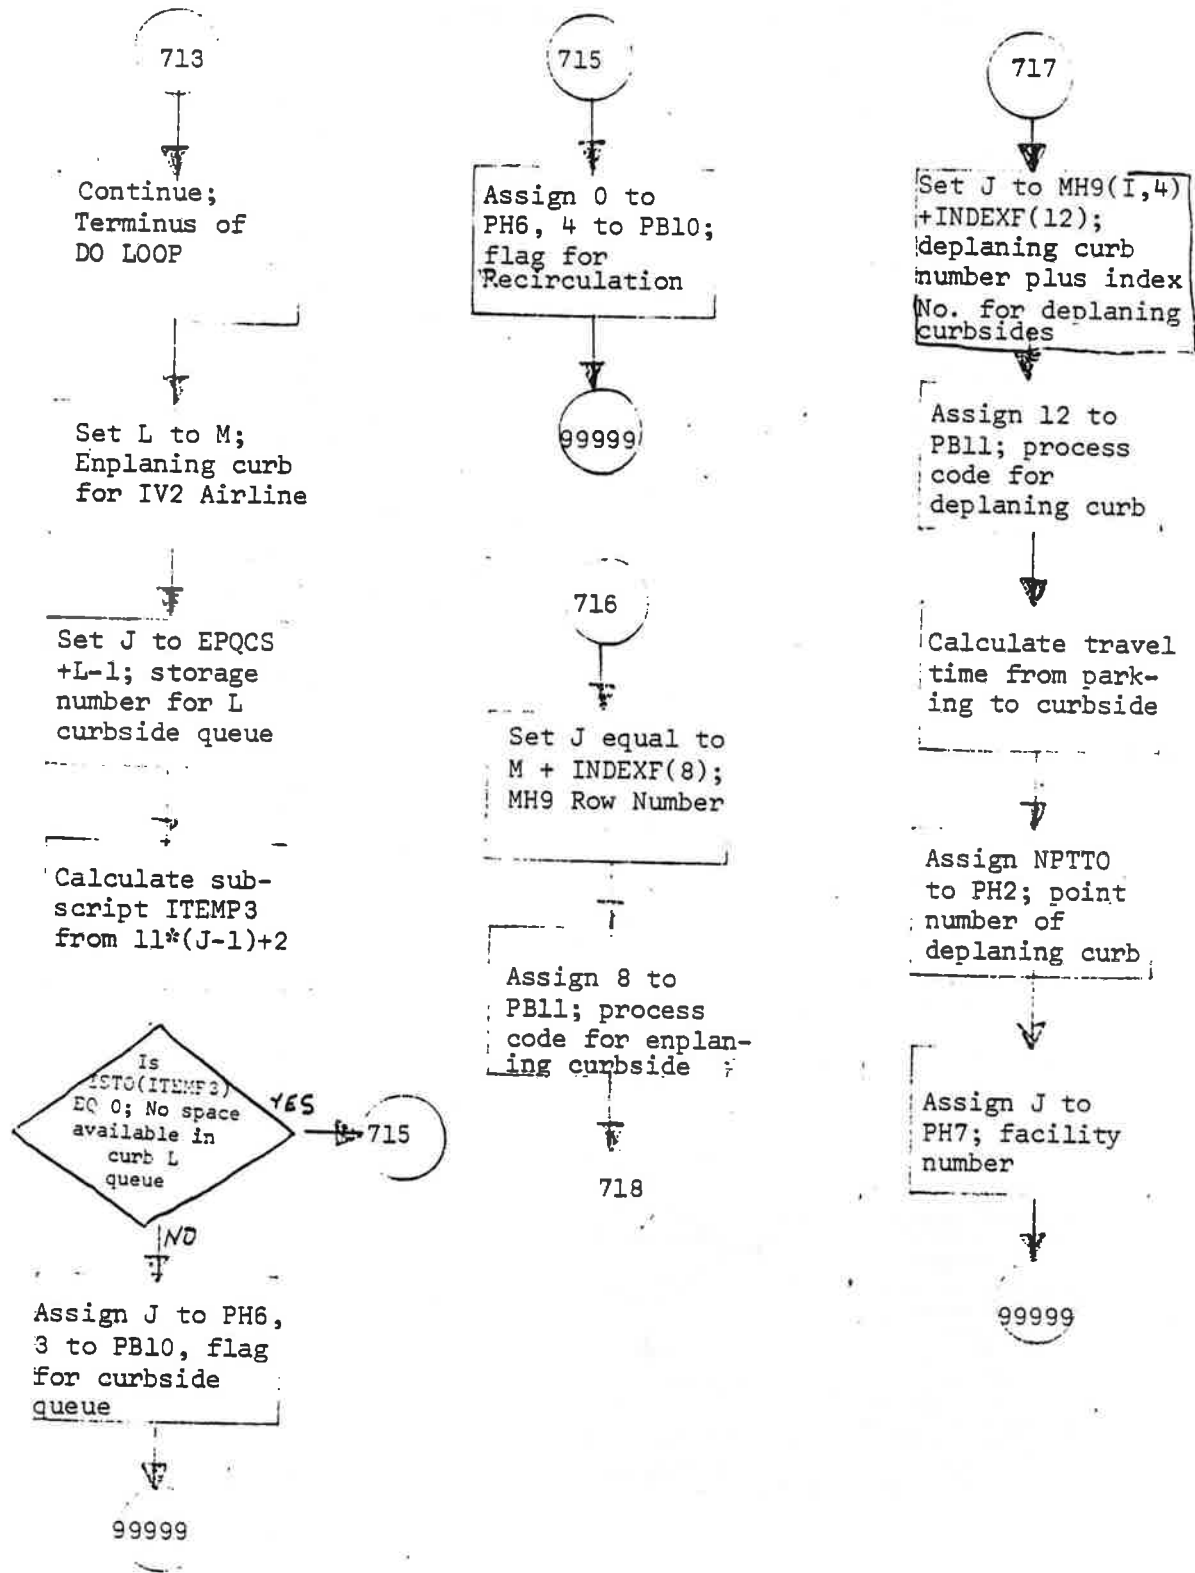 713
Continue;
Terminus of
DO LOOP
Set L to M;
Enplaning curb
for IV2 Airline
Set J to EPQCS
+L-1; storage
number for L
curbside queue
Calculate sub-
script ITEMP3
from 11*(J-1)+2
Is
ISTO(ITEMP3)
EQ 0; No space
available in
curb L
queue
YES
715
NO
Assign J to PH6,
3 to PB10, flag
for curbside
queue
99999
715
Assign 0 to
PH6, 4 to PB10;
flag for
Recirculation
99999
716
Set J equal to
M + INDEXF(8);
MH9 Row Number
Assign 8 to
PB11; process
code for enplan-
ing curbside
718
717
Set J to MH9(I,4)
+INDEXF(12);
deplaning curb
number plus index
No. for deplaning
curbsides
Assign 12 to
PB11; process
code for
deplaning curb
Calculate travel
time from park-
ing to curbside
Assign NPTTO
to PH2; point
number of
deplaning curb
Assign J to
PH7; facility
number
99999